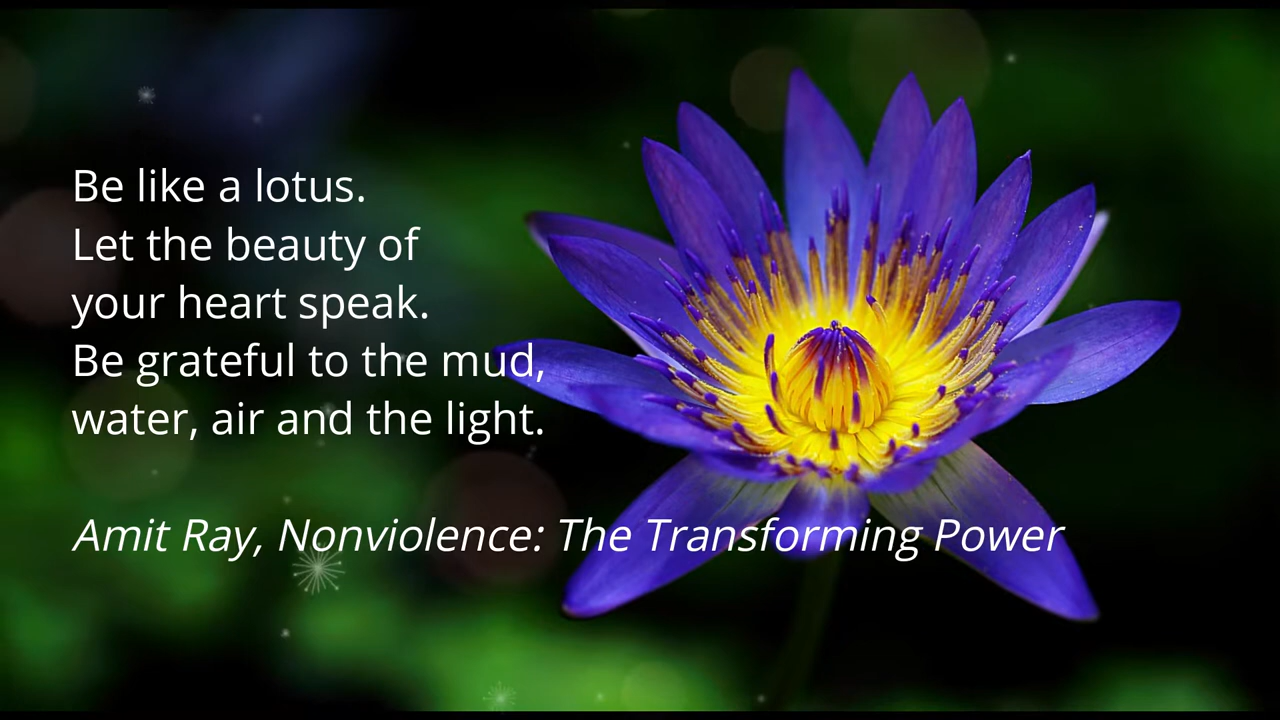 Be like a lotus.
Let the beauty of
your heart speak.
Be grateful to the mud,
water, air and the light.
Amit Ray, Nonviolence: The Transforming Power